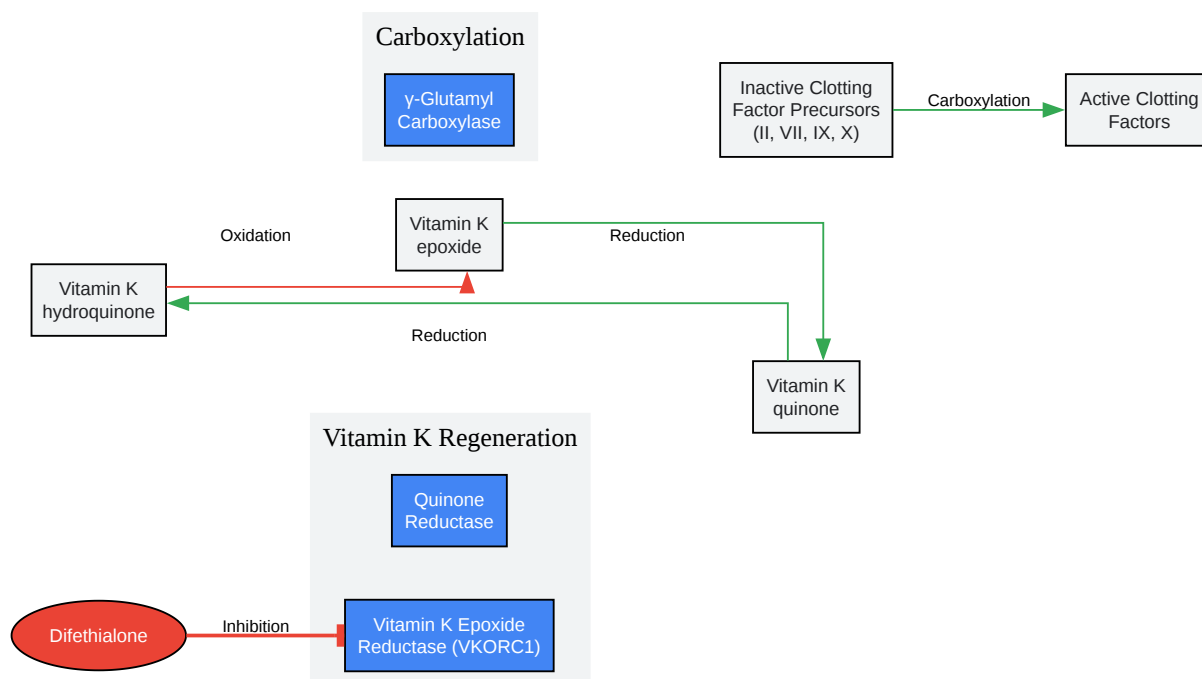 Carboxylation
γ-Glutamyl
Carboxylase
Inactive Clotting
Factor Precursors
(II, VII, IX, X)
Carboxylation
Active Clotting
Factors
Oxidation
Vitamin K
epoxide
Reduction
Vitamin K
hydroquinone
Reduction
Vitamin K
quinone
Vitamin K Regeneration
Quinone
Reductase
Difethialone
Inhibition
Vitamin K Epoxide
Reductase (VKORC1)